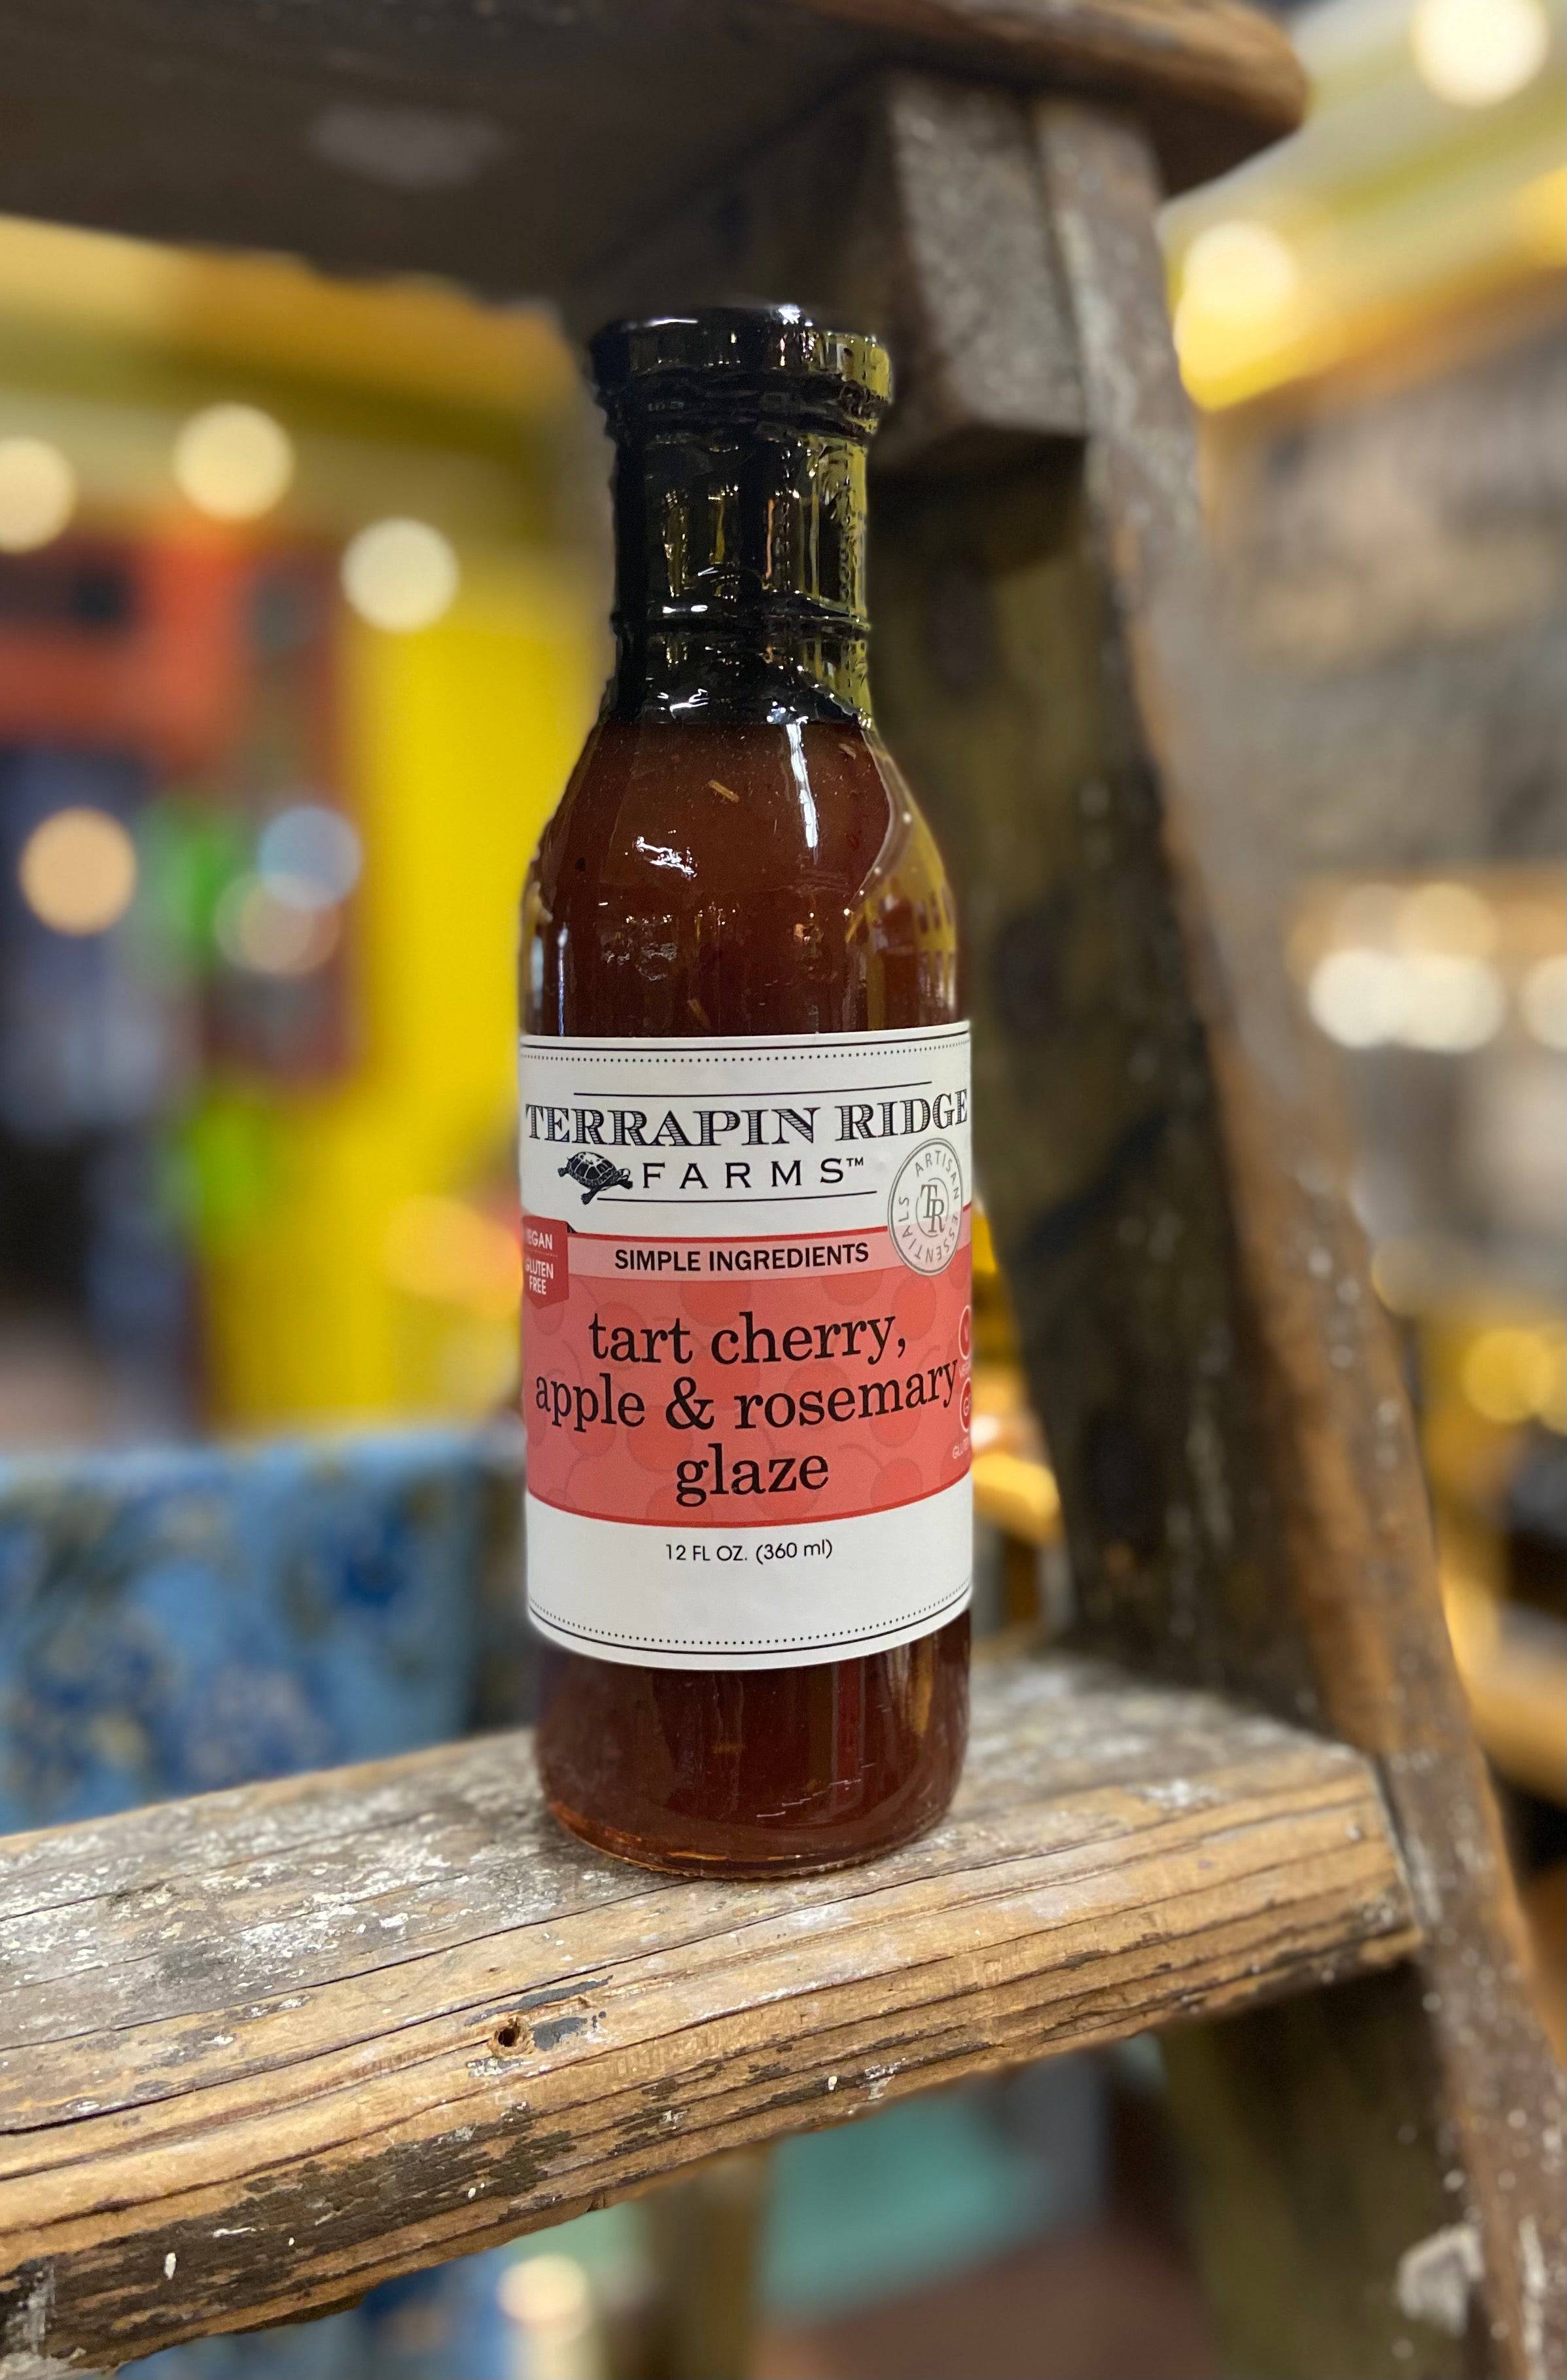 TERRAPIN RIDGE
FARMS™
ARTISAN ESSENTIALS
TR
VEGAN
GLUTEN
FREE
SIMPLE INGREDIENTS
tart cherry,
apple & rosemary
glaze
12 FL OZ. (360 ml)